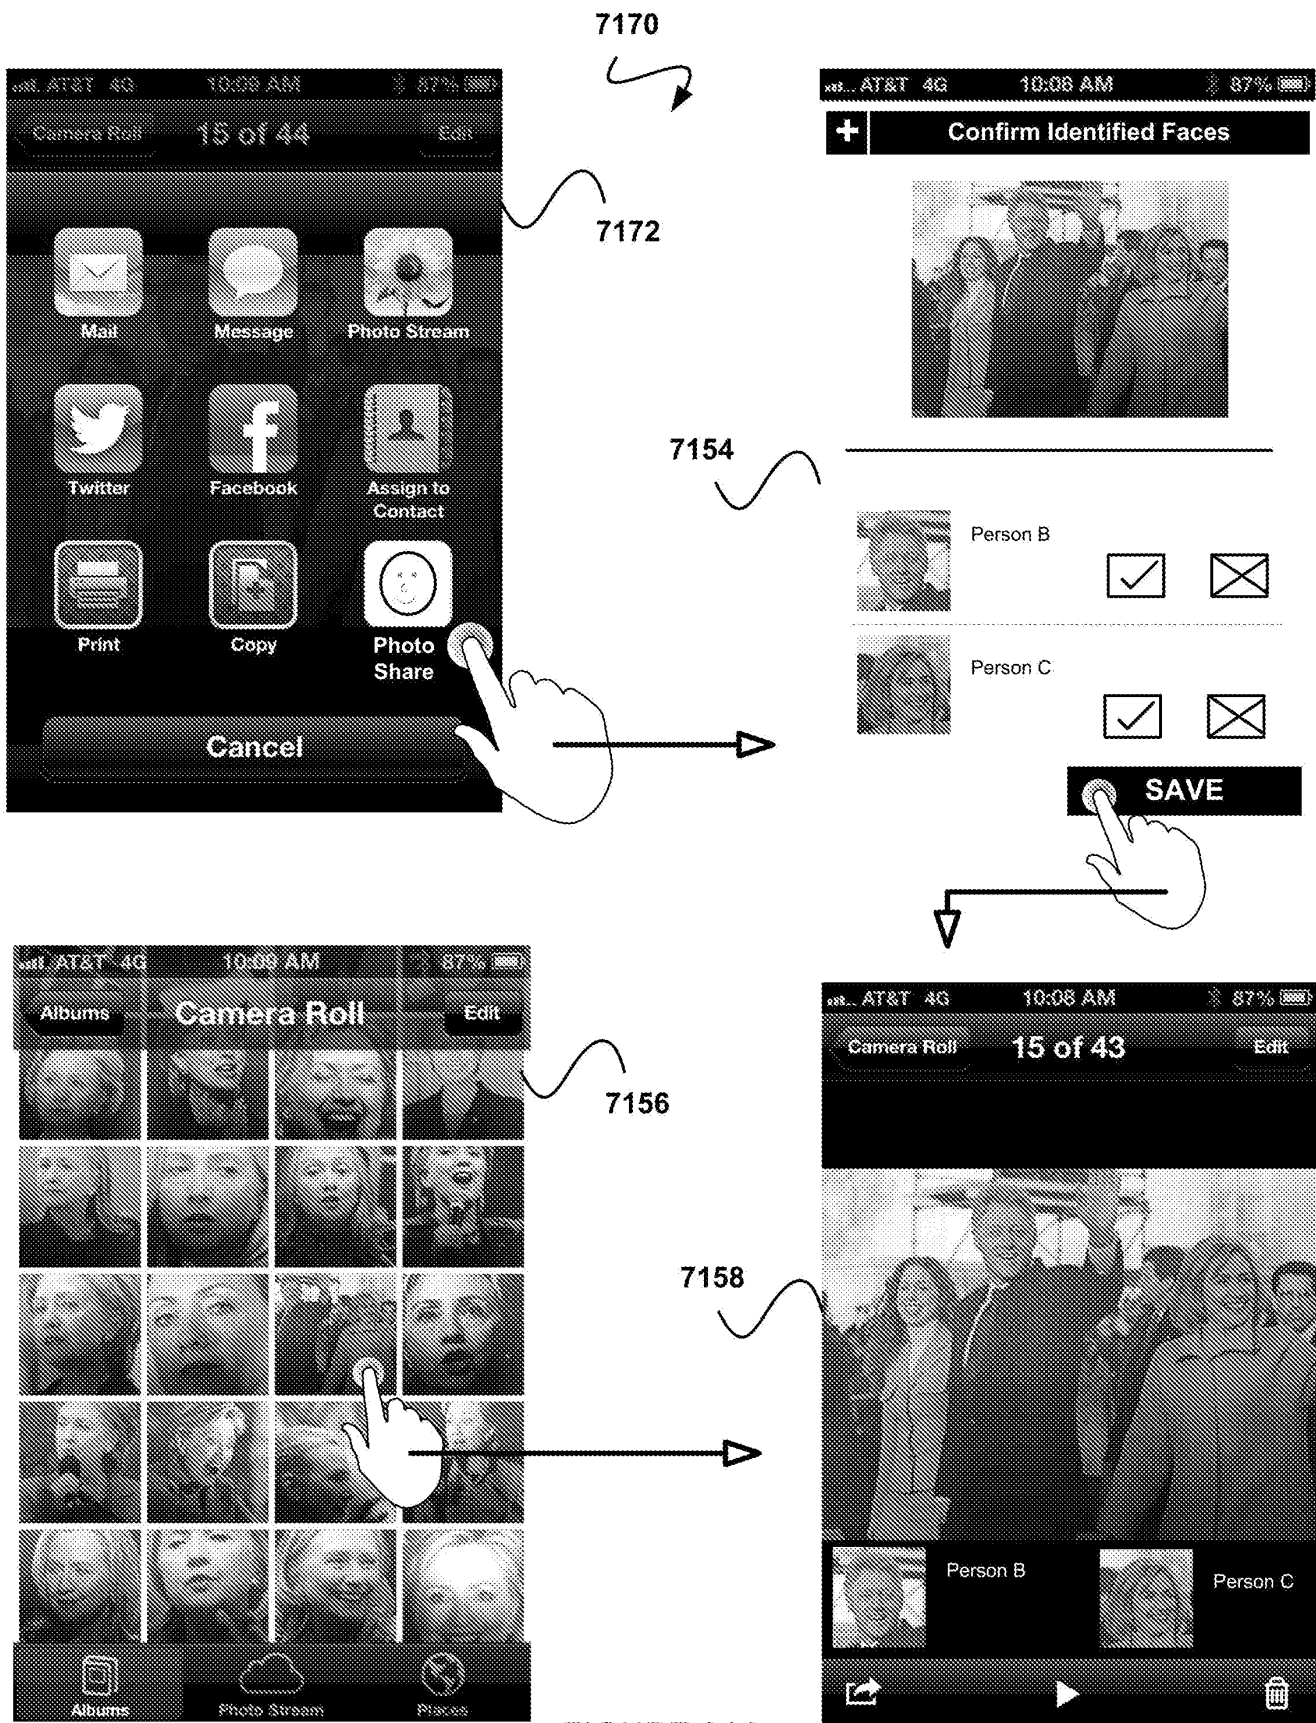 7170
AT&T 4G 10:09 AM 87%
Camera Roll 15 of 44 Edit
7172
Mail Message Photo Stream
Twitter Facebook Assign to
Contact
Print Copy Photo
Share
Cancel
AT&T 4G 10:08 AM 87%
+ Confirm Identified Faces
7154
Person B
Person C
SAVE
AT&T 4G 10:09 AM 87%
Albums Camera Roll Edit
7156
Albums Photo Stream Places
AT&T 4G 10:08 AM 87%
Camera Roll 15 of 43 Edit
7158
Person B Person C